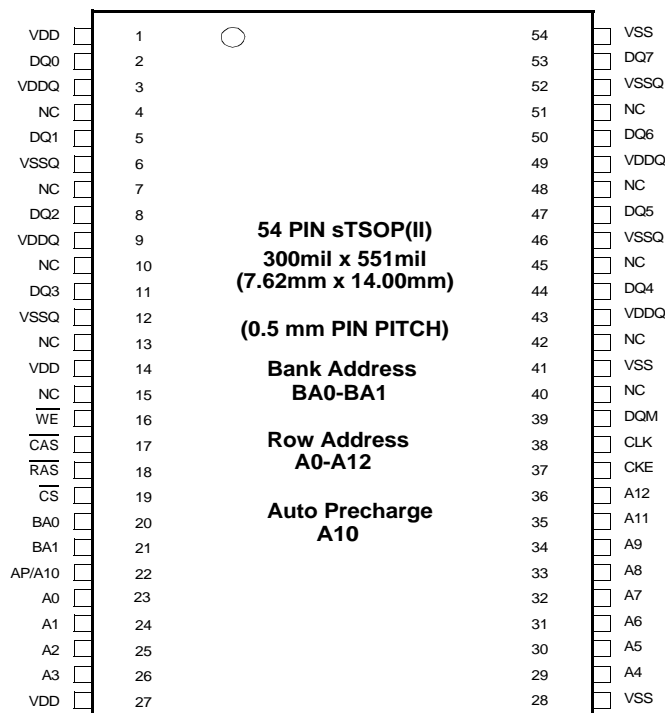 VDD 1 54 VSS
DQ0 2 53 DQ7
VDDQ 3 52 VSSQ
NC 4 51 NC
DQ1 5 50 DQ6
VSSQ 6 49 VDDQ
NC 7 48 NC
DQ2 8 47 DQ5
54 PIN sTSOP(II)
VDDQ 9 46 VSSQ
300mil x 551mil
NC 10 45 NC
(7.62mm x 14.00mm)
DQ3 11 44 DQ4
VSSQ 12 43 VDDQ
(0.5 mm PIN PITCH)
NC 13 42 NC
VDD 14 41 VSS
Bank Address
NC 15 40 NC
BA0-BA1
WE 16 39 DQM
CAS 17 38 CLK
Row Address
RAS 18 37 CKE
A0-A12
CS 19 36 A12
BA0 20 35 A11
Auto Precharge
BA1 21 34 A9
A10
AP/A10 22 33 A8
A0 23 32 A7
A1 24 31 A6
A2 25 30 A5
A3 26 29 A4
VDD 27 28 VSS